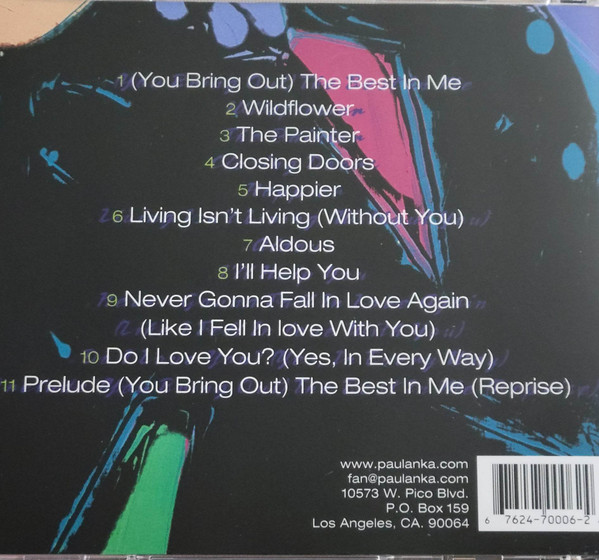 1 (You Bring Out) The Best In Me
2 Wildflower
3 The Painter
4 Closing Doors
5 Happier
6 Living Isn't Living (Without You)
7 Aldous
8 I'll Help You
9 Never Gonna Fall In Love Again
(Like I Fell In love With You)
10 Do I Love You? (Yes, In Every Way)
11 Prelude (You Bring Out) The Best In Me (Reprise)
www.paulanka.com
fan@paulanka.com
10573 W. Pico Blvd.
P.O. Box 159
Los Angeles, CA. 90064
6 7624-70006-2